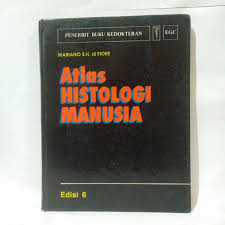 PENERBIT BUKU KEDOKTERAN EGC
MARIANO S.H. di FIORE
Atlas
HISTOLOGI
MANUSIA
Edisi 6